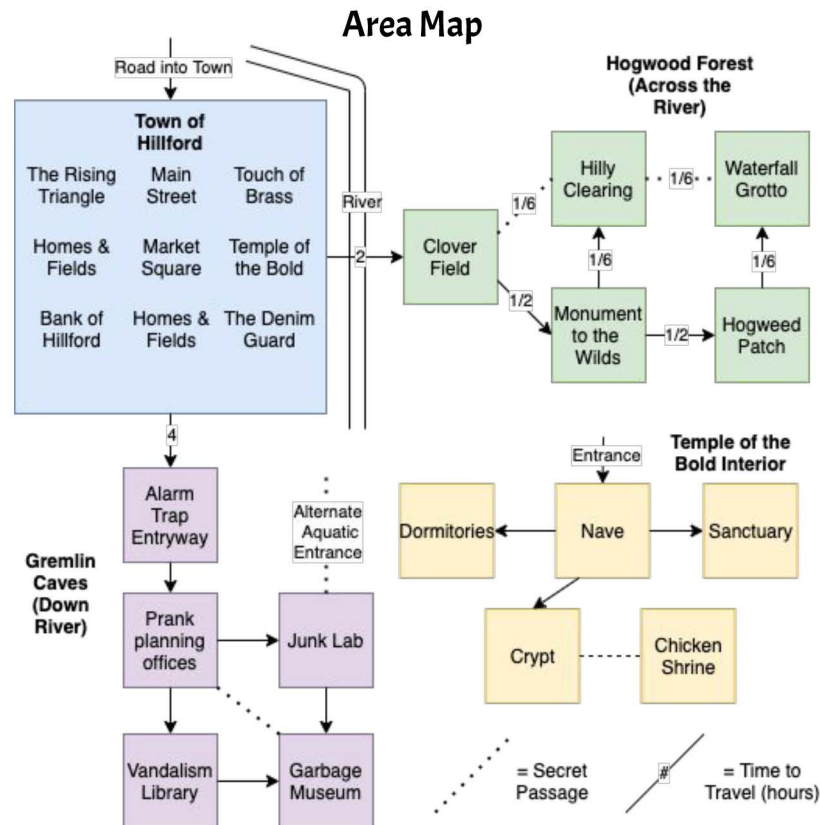 Area Map
Road into Town
Town of
Hillford
The Rising
Triangle
Main
Street
Touch of
Brass
Homes &
Fields
Market
Square
Temple of
the Bold
Bank of
Hillford
Homes &
Fields
The Denim
Guard
River
2
Hogwood Forest
(Across the
River)
Clover
Field
1/6
Hilly
Clearing
1/6
Waterfall
Grotto
1/2
1/6
1/6
Monument
to the
Wilds
1/2
Hogweed
Patch
4
Gremlin
Caves
(Down
River)
Alarm
Trap
Entryway
Alternate
Aquatic
Entrance
Prank
planning
offices
Junk Lab
Vandalism
Library
Garbage
Museum
Temple of the
Bold Interior
Entrance
Dormitories
Nave
Sanctuary
Crypt
Chicken
Shrine
= Secret
Passage
#
= Time to
Travel (hours)